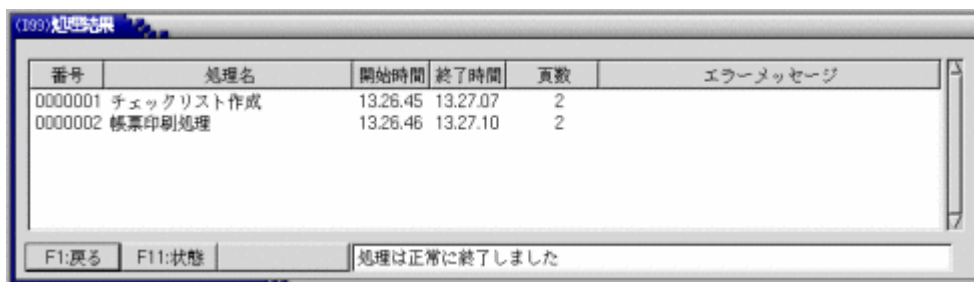 (I99)処理結果
番号 処理名 開始時間 終了時間 頁数 エラーメッセージ
0000001 チェックリスト作成 13.26.45 13.27.07 2
0000002 帳票印刷処理 13.26.46 13.27.10 2
F1:戻る F11:状態 処理は正常に終了しました